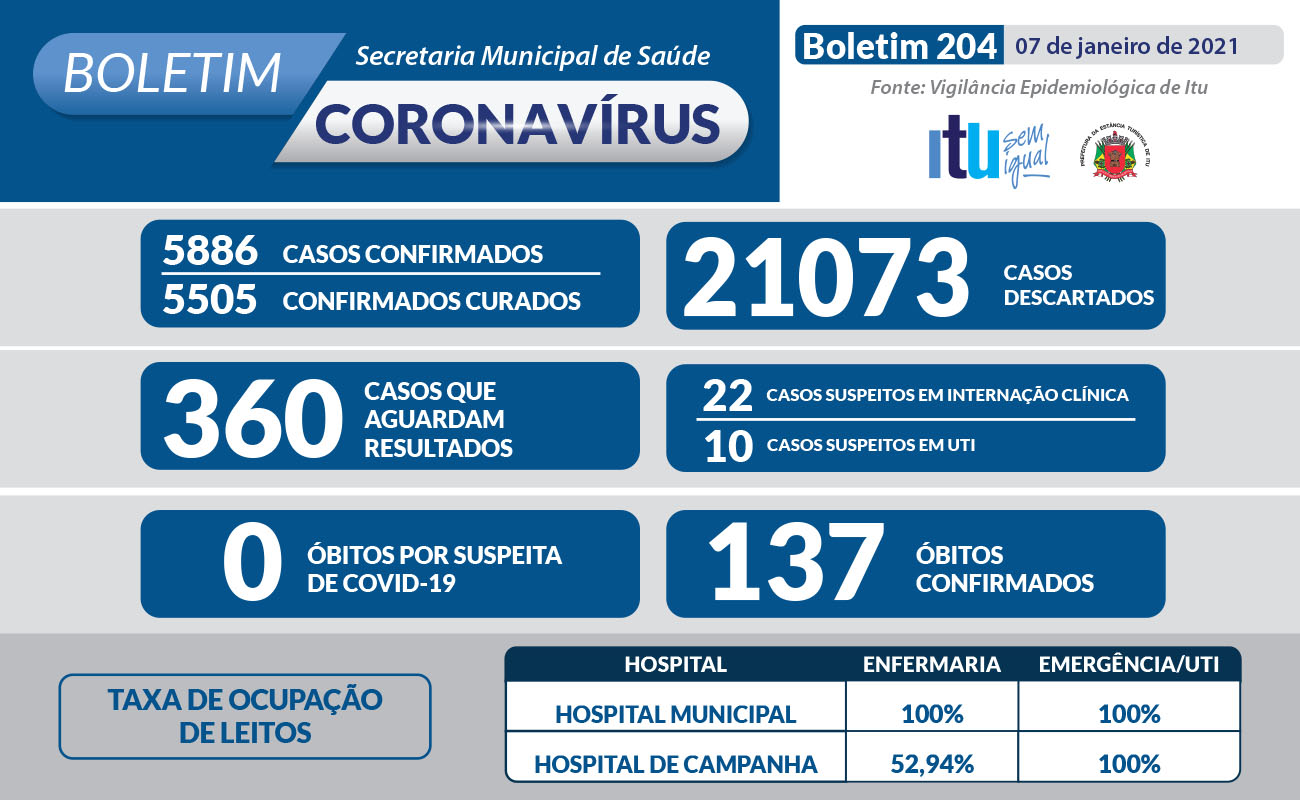 BOLETIM
Secretaria Municipal de Saúde
CORONAVÍRUS
Boletim 204 07 de janeiro de 2021
Fonte: Vigilância Epidemiológica de Itu
itu sem igual
PREFEITURA DA ESTÂNCIA TURÍSTICA DE ITU
5886 CASOS CONFIRMADOS
5505 CONFIRMADOS CURADOS
21073 CASOS
DESCARTADOS
360 CASOS QUE
AGUARDAM
RESULTADOS
22 CASOS SUSPEITOS EM INTERNAÇÃO CLÍNICA
10 CASOS SUSPEITOS EM UTI
0 ÓBITOS POR SUSPEITA
DE COVID-19
137 ÓBITOS
CONFIRMADOS
TAXA DE OCUPAÇÃO
DE LEITOS
HOSPITAL ENFERMARIA EMERGÊNCIA/UTI
HOSPITAL MUNICIPAL 100% 100%
HOSPITAL DE CAMPANHA 52,94% 100%